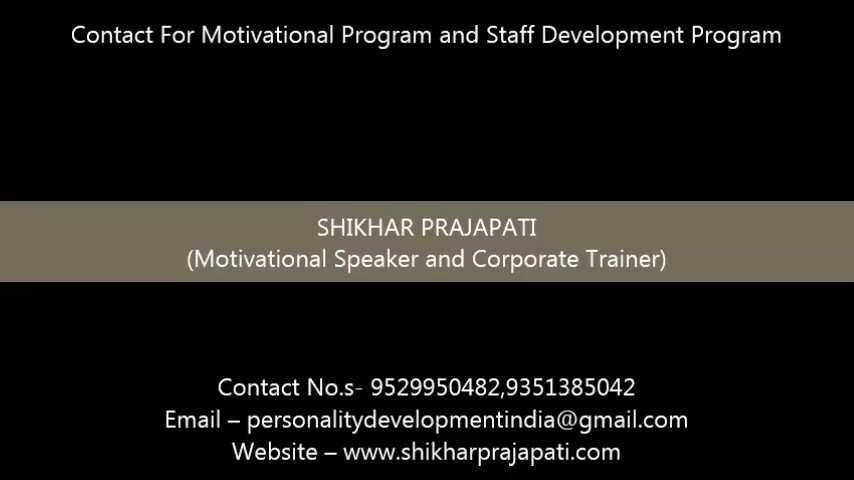 Contact For Motivational Program and Staff Development Program
SHIKHAR PRAJAPATI
(Motivational Speaker and Corporate Trainer)
Contact No.s- 9529950482,9351385042
Email – personalitydevelopmentindia@gmail.com
Website – www.shikharprajapati.com